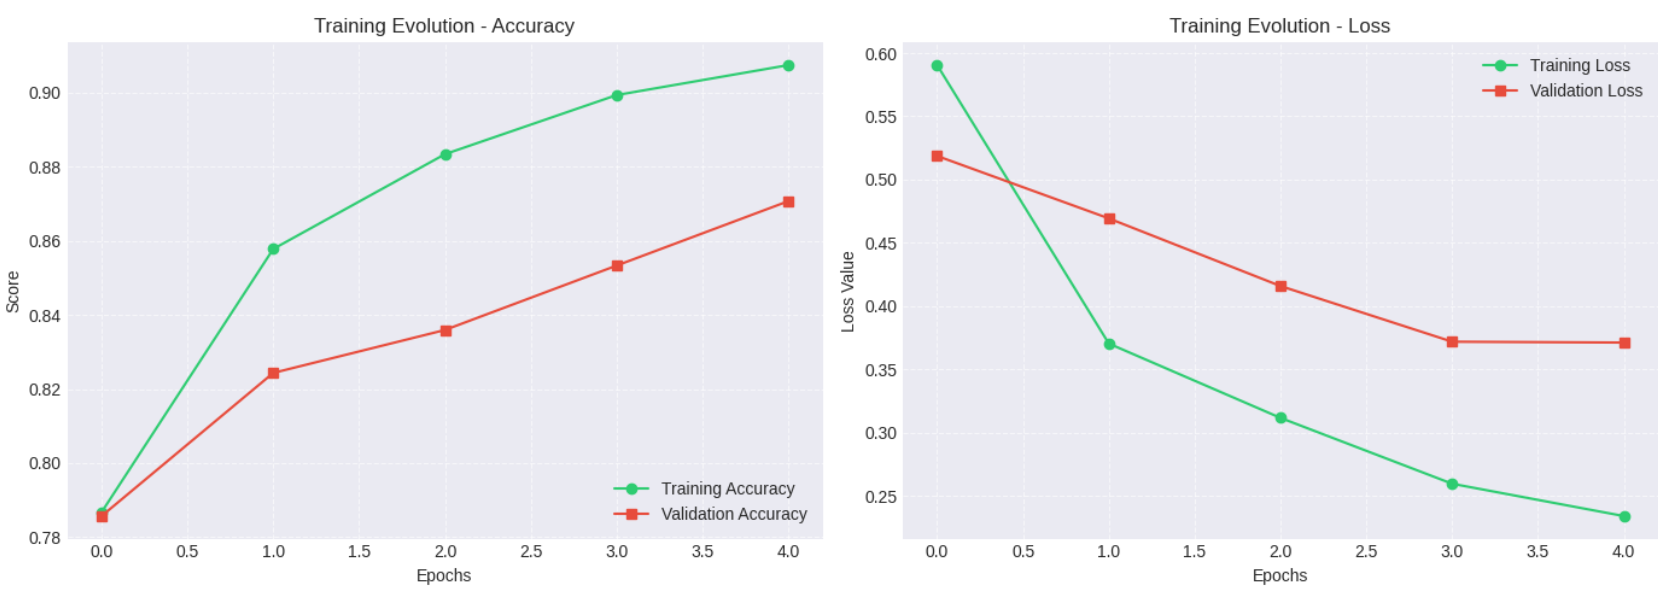 Training Evolution - Accuracy
Score
0.90
0.88
0.86
0.84
0.82
0.80
0.78
0.0 0.5 1.0 1.5 2.0 2.5 3.0 3.5 4.0
Epochs
Training Accuracy
Validation Accuracy
Training Evolution - Loss
Loss Value
0.60
0.55
0.50
0.45
0.40
0.35
0.30
0.25
0.0 0.5 1.0 1.5 2.0 2.5 3.0 3.5 4.0
Epochs
Training Loss
Validation Loss